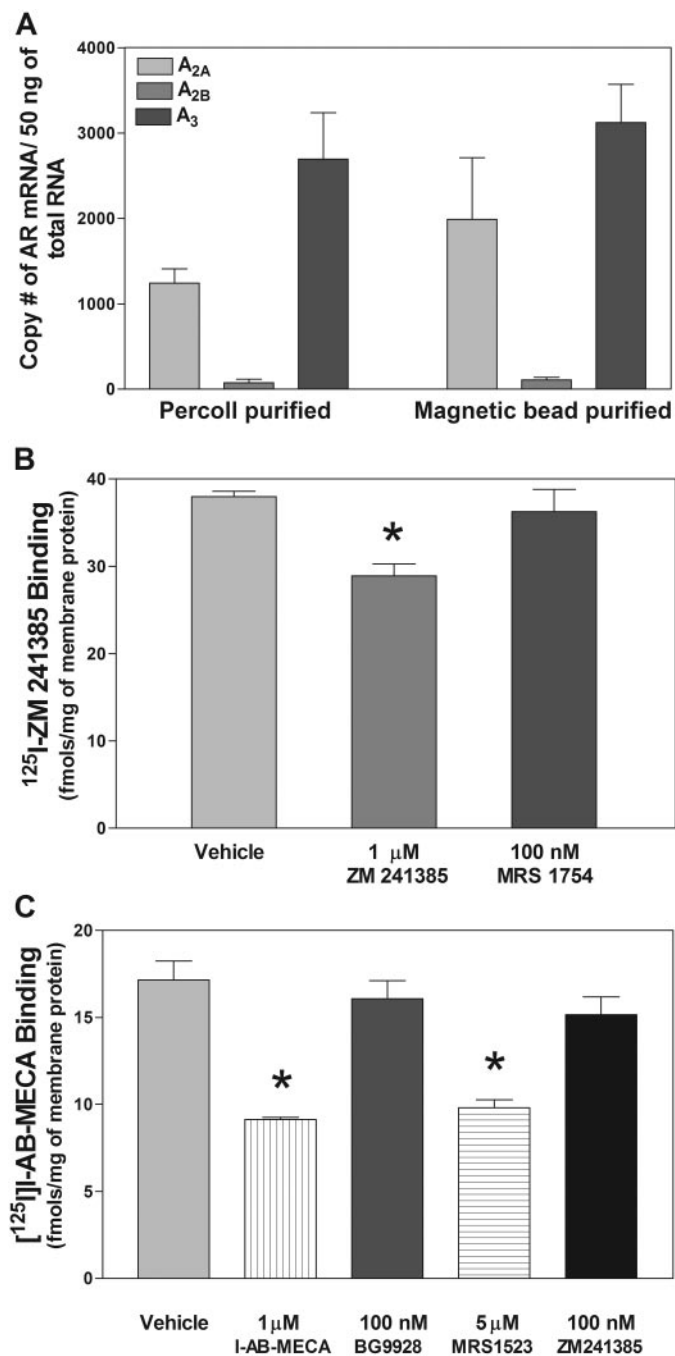 A
Copy # of AR mRNA/ 50 ng of
total RNA
4000
3000
2000
1000
0
A2A
A2B
A3
Percoll purified
Magnetic bead purified
B
125I-ZM 241385 Binding
(fmols/mg of membrane protein)
40
30
20
10
0
*
Vehicle
1 µM
ZM 241385
100 nM
MRS 1754
C
[125I]I-AB-MECA Binding
(fmols/mg of membrane protein)
20
15
10
5
0
*
*
Vehicle
1µM
I-AB-MECA
100 nM
BG9928
5 µM
MRS1523
100 nM
ZM241385